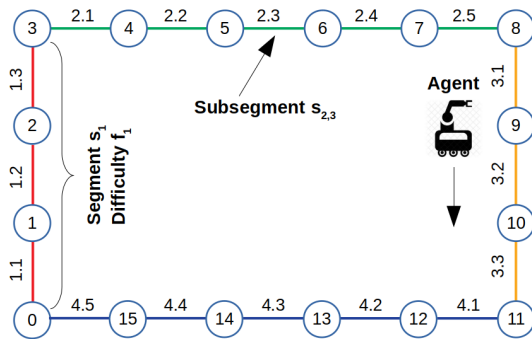 2.1 2.2 2.3 2.4 2.5
3 4 5 6 7 8
1.3 3.1
Agent
Subsegment s2,3
2 9
Segment s1
Difficulty f1
1.2 3.2
1 10
1.1 3.3
4.5 4.4 4.3 4.2 4.1
0 15 14 13 12 11